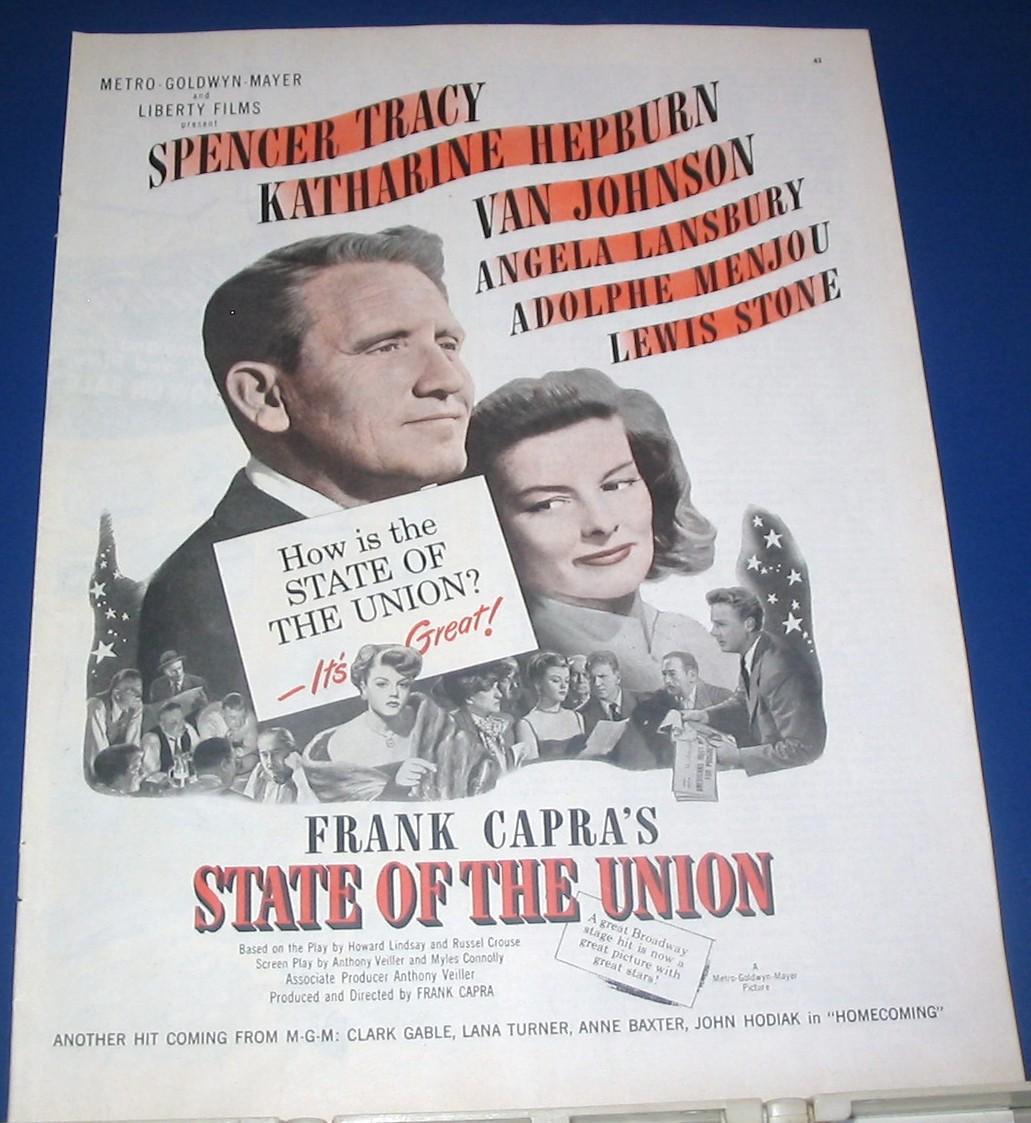 43
METRO-GOLDWYN-MAYER
and
LIBERTY FILMS
present
SPENCER TRACY
KATHARINE HEPBURN
VAN JOHNSON
ANGELA LANSBURY
ADOLPHE MENJOU
LEWIS STONE
How is the
STATE OF
THE UNION?
—It's Great!
FRANK CAPRA'S
STATE OF THE UNION
Based on the Play by Howard Lindsay and Russel Crouse
Screen Play by Anthony Veiller and Myles Connolly
Associate Producer Anthony Veiller
Produced and Directed by FRANK CAPRA
A great Broadway
stage hit is now a
great picture with
great stars!
A
Metro-Goldwyn-Mayer
Picture
ANOTHER HIT COMING FROM M-G-M: CLARK GABLE, LANA TURNER, ANNE BAXTER, JOHN HODIAK in "HOMECOMING"